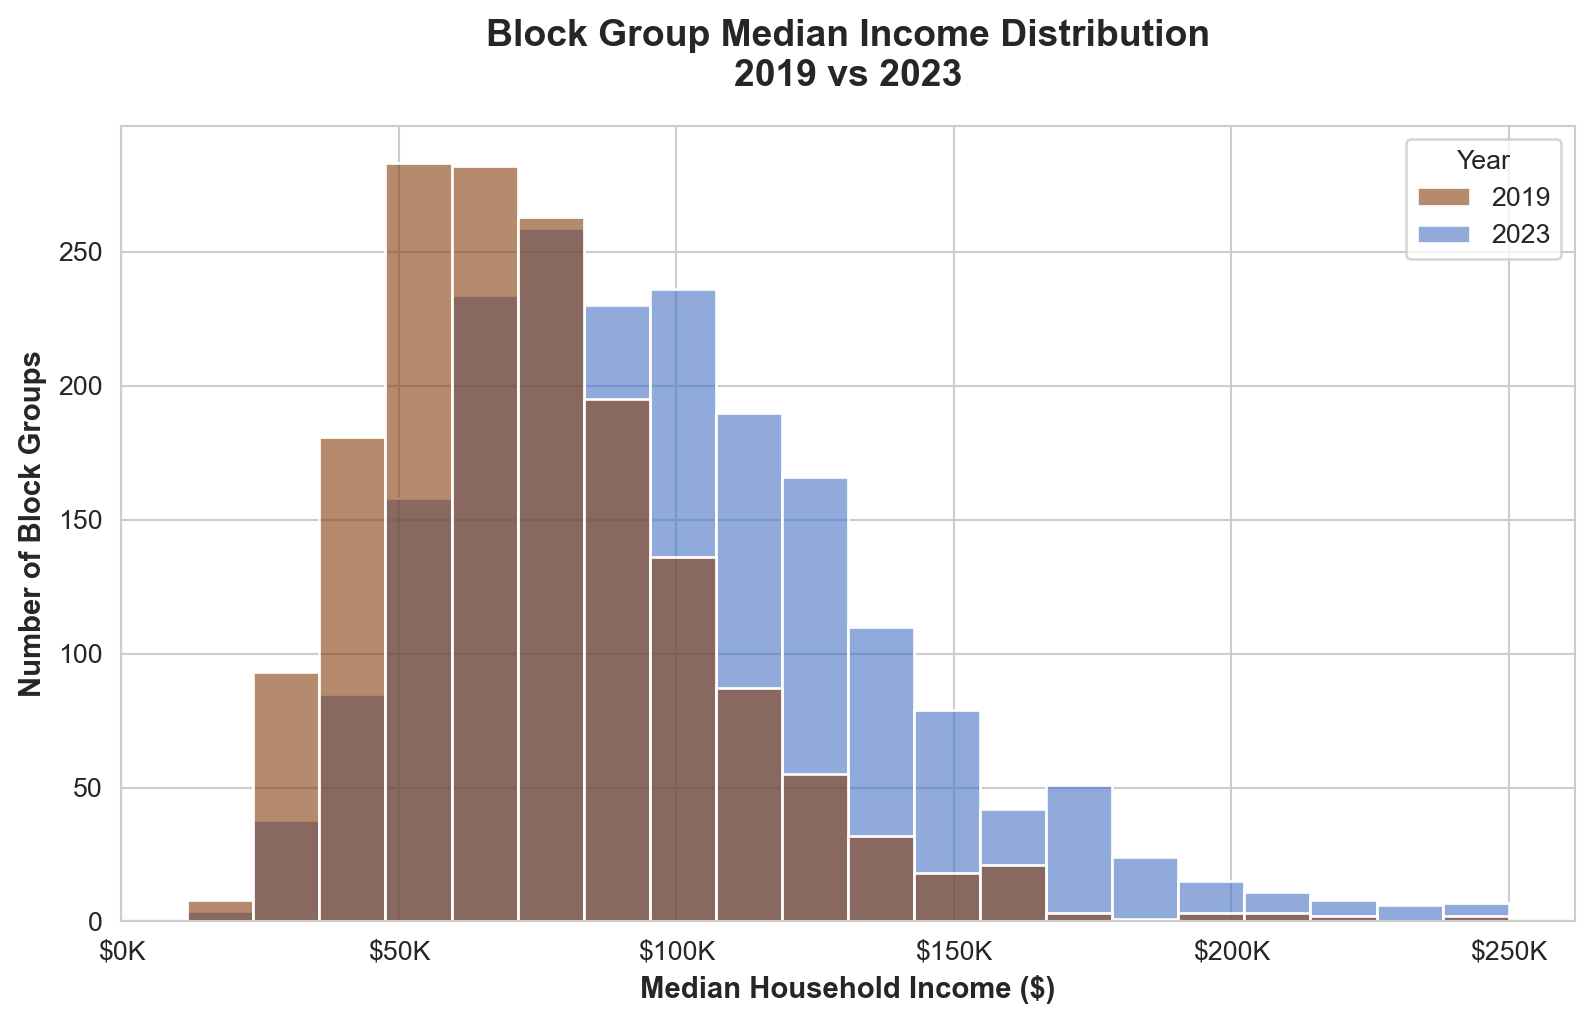 Block Group Median Income Distribution
2019 vs 2023
Year
2019
2023
Number of Block Groups
250
200
150
100
50
0
$0K
$50K
$100K
$150K
$200K
$250K
Median Household Income ($)